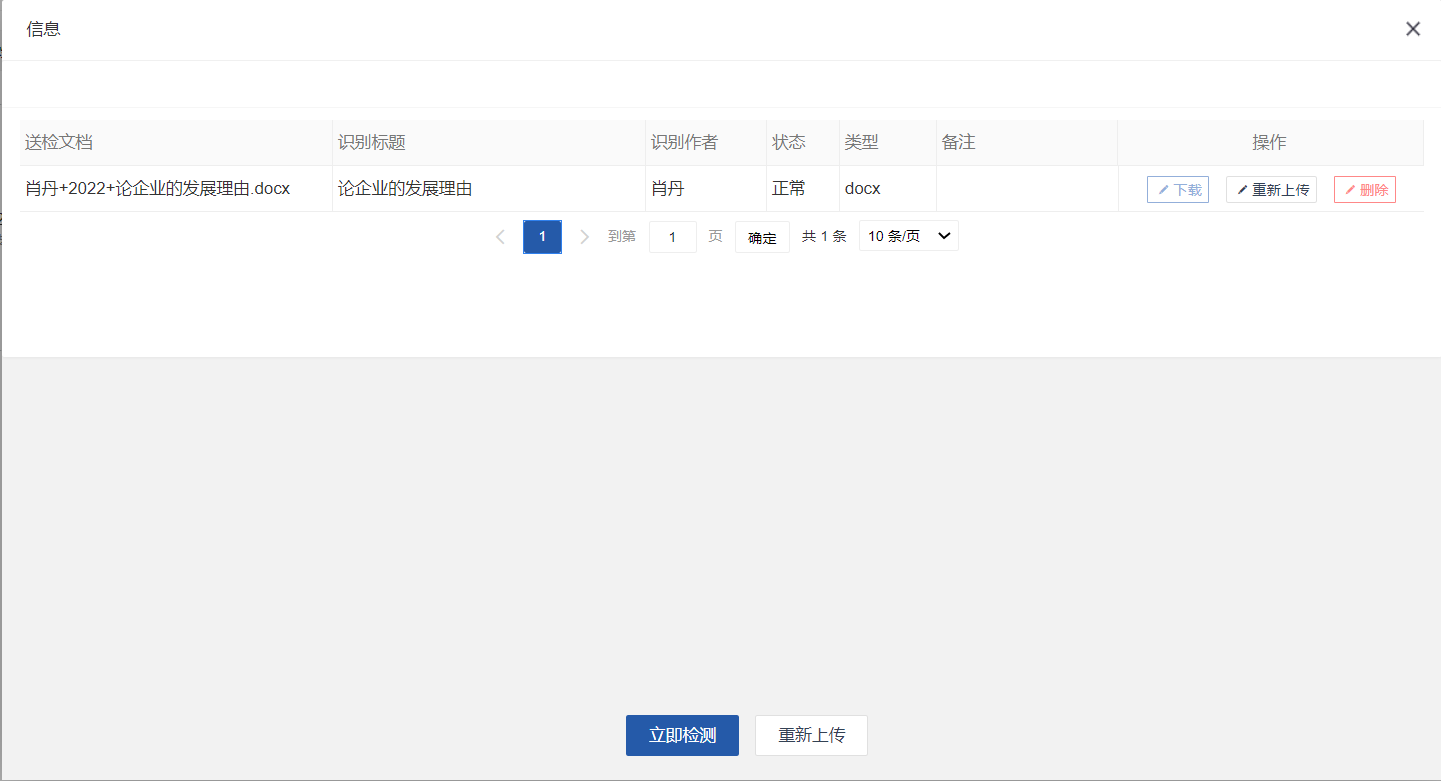 信息
送检文档 识别标题 识别作者 状态 类型 备注 操作
肖丹+2022+论企业的发展理由.docx 论企业的发展理由 肖丹 正常 docx 下载 重新上传 删除
1 到第 1 页 确定 共 1 条 10 条/页
立即检测 重新上传